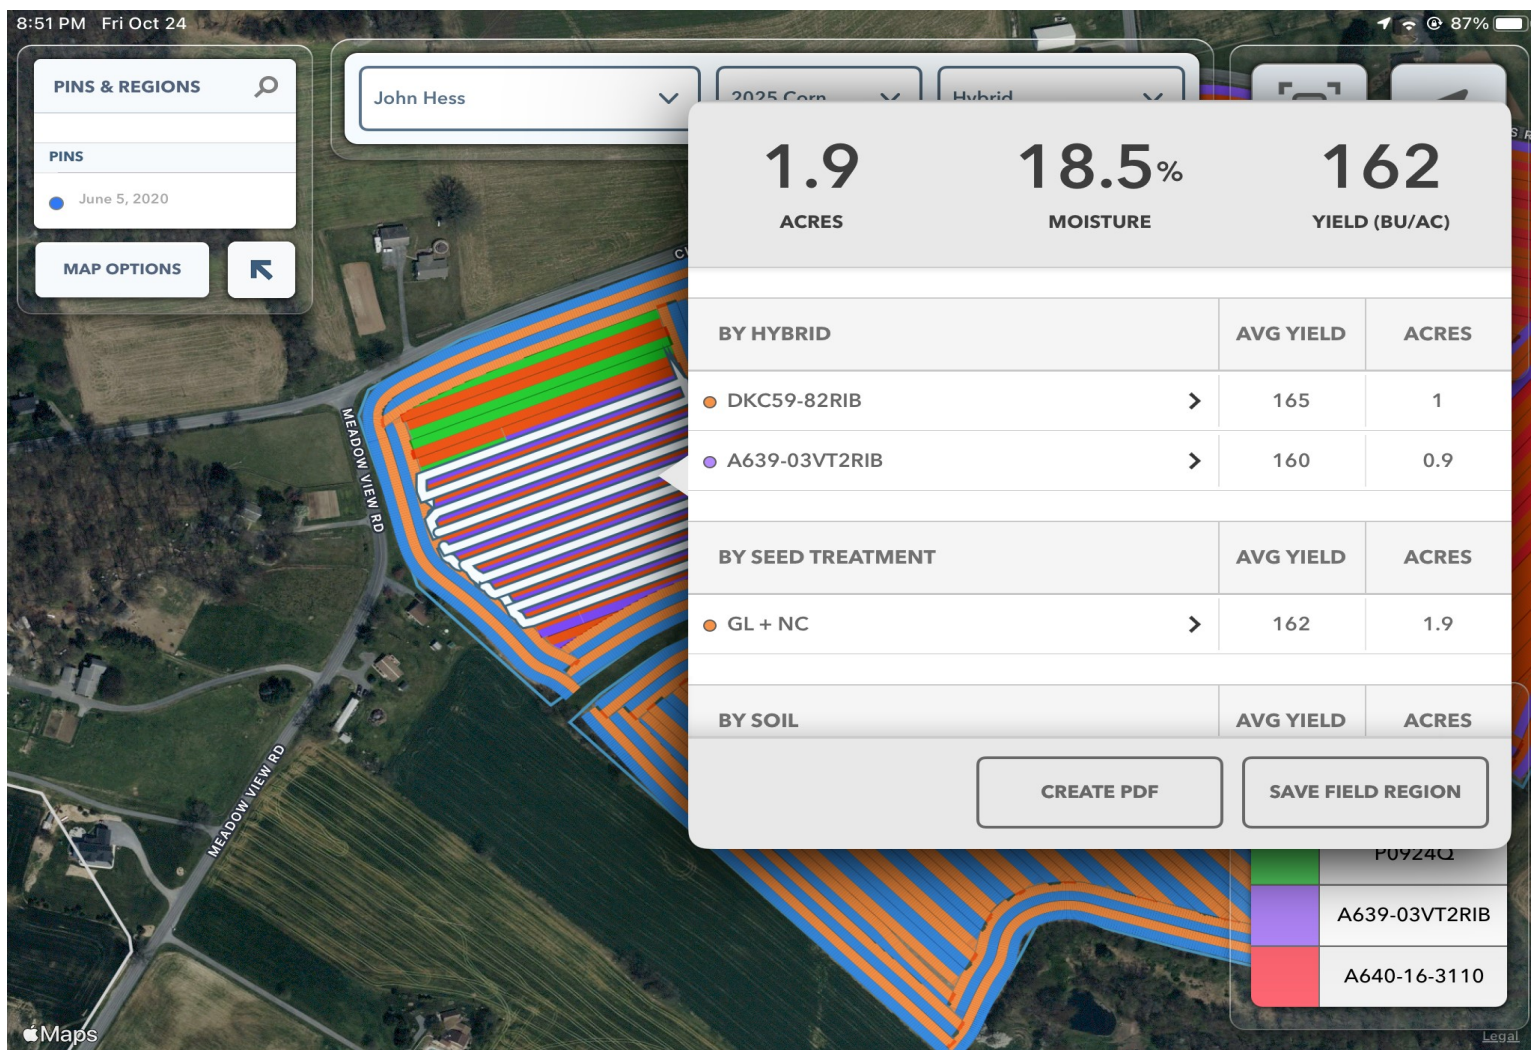 8:51 PM Fri Oct 24
87%
PINS & REGIONS
PINS
June 5, 2020
MAP OPTIONS
John Hess
2025 Corn
Hybrid
1.9
ACRES
18.5%
MOISTURE
162
YIELD (BU/AC)
BY HYBRID AVG YIELD ACRES
DKC59-82RIB 165 1
A639-03VT2RIB 160 0.9
BY SEED TREATMENT AVG YIELD ACRES
GL + NC 162 1.9
BY SOIL AVG YIELD ACRES
CREATE PDF
SAVE FIELD REGION
P0924Q
A639-03VT2RIB
A640-16-3110
MEADOW VIEW RD
MEADOW VIEW RD
Maps
Legal